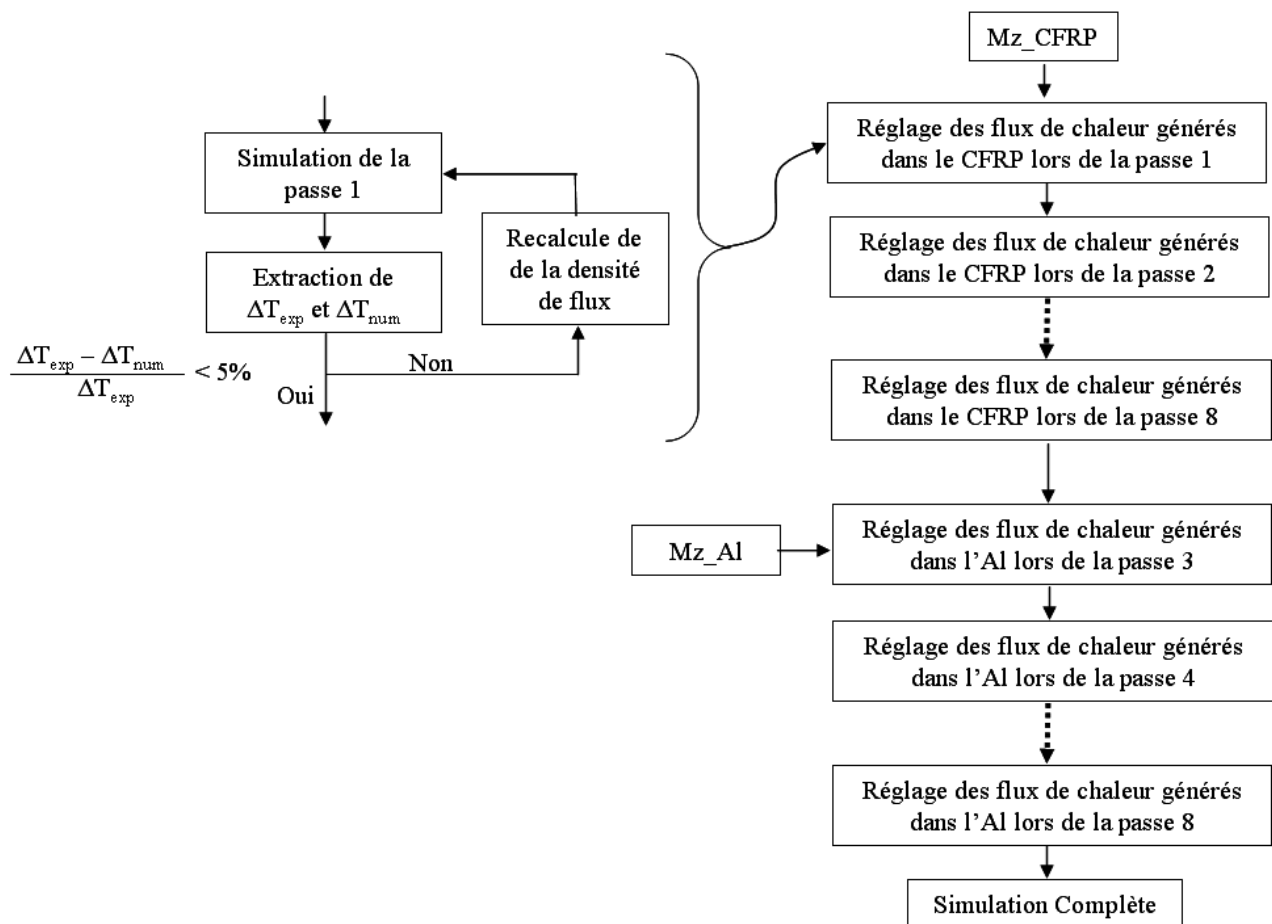 Mz_CFRP
Simulation de la
passe 1
Extraction de
ΔT_exp et ΔT_num
Recalcule de
de la densité
de flux
ΔT_exp − ΔT_num
ΔT_exp
< 5%
Non
Oui
Réglage des flux de chaleur générés
dans le CFRP lors de la passe 1
Réglage des flux de chaleur générés
dans le CFRP lors de la passe 2
Réglage des flux de chaleur générés
dans le CFRP lors de la passe 8
Mz_Al
Réglage des flux de chaleur générés
dans l’Al lors de la passe 3
Réglage des flux de chaleur générés
dans l’Al lors de la passe 4
Réglage des flux de chaleur générés
dans l’Al lors de la passe 8
Simulation Complète